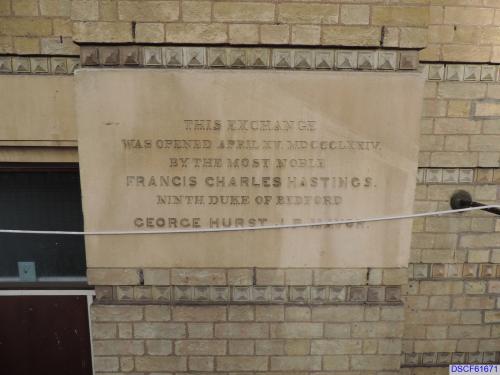 THIS EXCHANGE
WAS OPENED APRIL XV. MDCCCLXXIV.
BY THE MOST NOBLE
FRANCIS CHARLES HASTINGS.
NINTH DUKE OF BEDFORD
GEORGE HURST. J.P. MAYOR.
DSCF61671